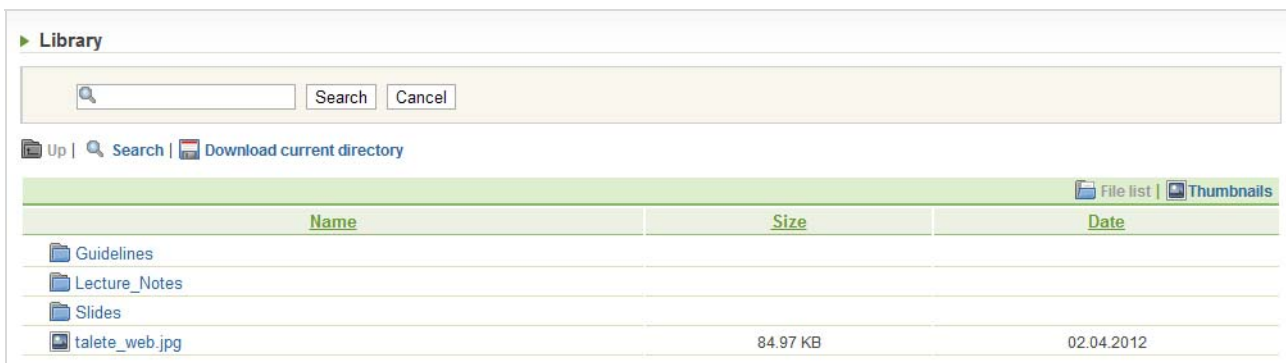 Library
Search Cancel
Up | Search | Download current directory
File list | Thumbnails
Name Size Date
Guidelines
Lecture_Notes
Slides
talete_web.jpg 84.97 KB 02.04.2012